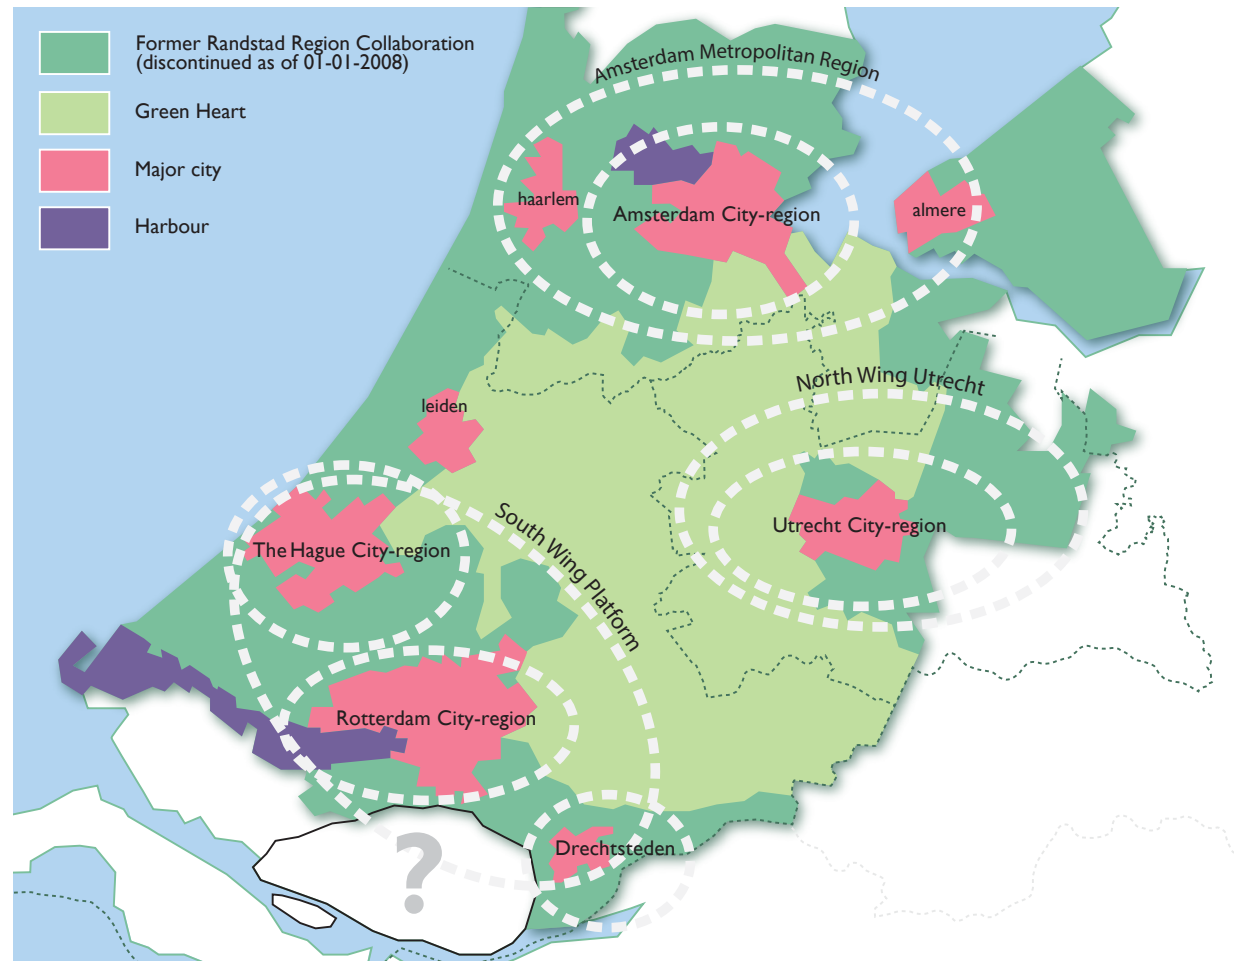 Former Randstad Region Collaboration
(discontinued as of 01-01-2008)
Green Heart
Major city
Harbour
Amsterdam Metropolitan Region
haarlem
Amsterdam City-region
almere
North Wing Utrecht
leiden
South Wing Platform
Utrecht City-region
The Hague City-region
Rotterdam City-region
Drechtsteden
?